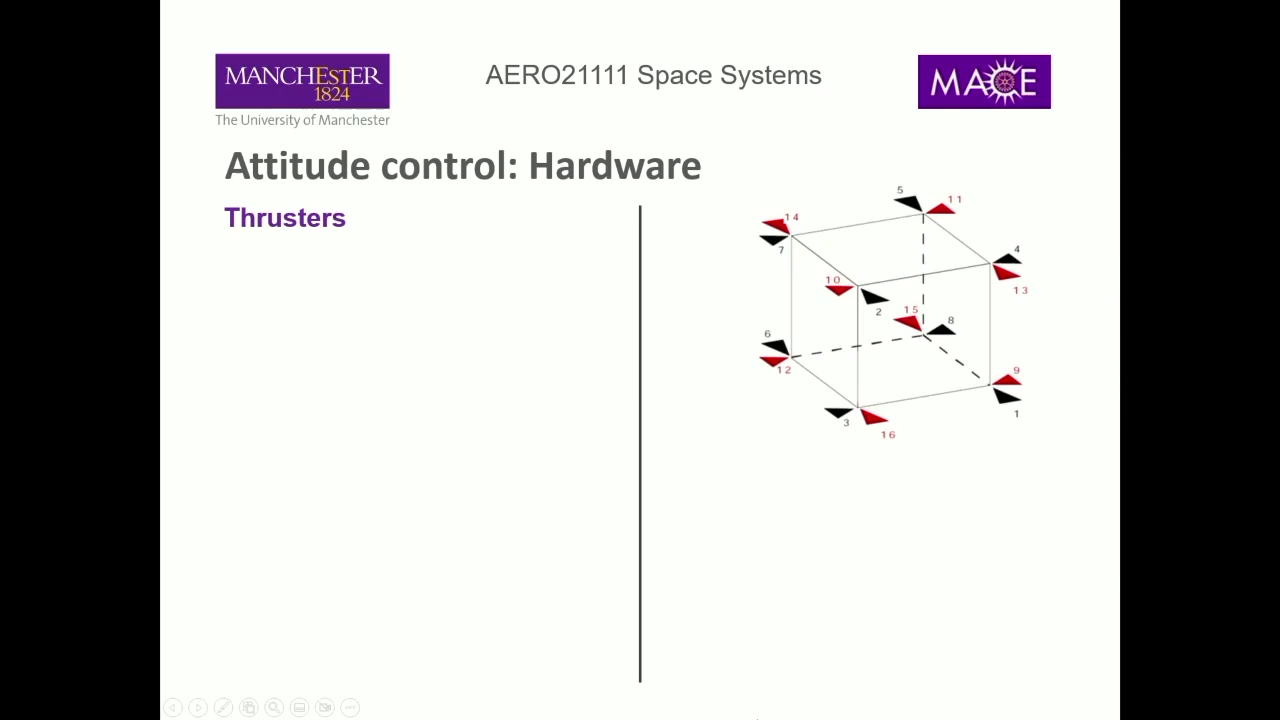 MANCHEStER
1824
The University of Manchester
AERO21111 Space Systems
MACE
Attitude control: Hardware
Thrusters
5
11
14
7
4
13
10
2
15
8
6
12
9
1
3
16